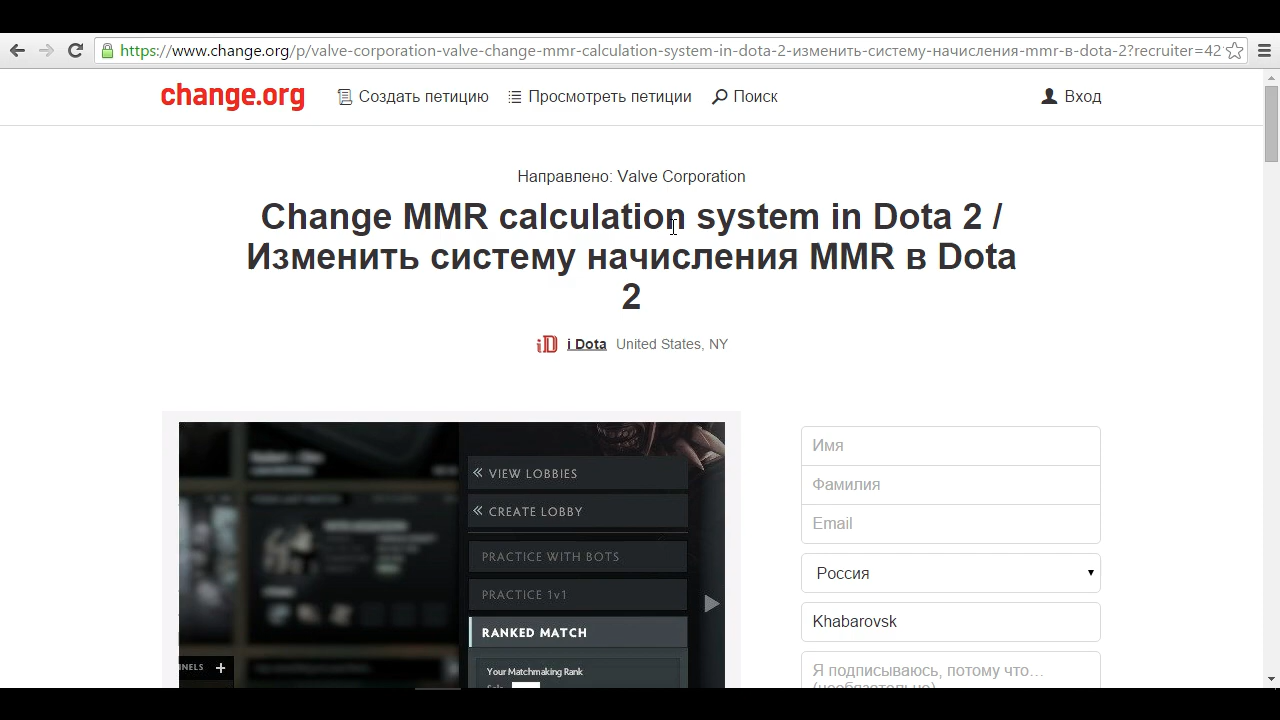 https://www.change.org/p/valve-corporation-valve-change-mmr-calculation-system-in-dota-2-изменить-систему-начисления-mmr-в-dota-2?recruiter=42
change.org Создать петицию Просмотреть петиции Поиск Вход
Направлено: Valve Corporation
Change MMR calculation system in Dota 2 /
Изменить систему начисления MMR в Dota
2
iD i Dota United States, NY
Имя
Фамилия
Email
Россия
Khabarovsk
Я подписываюсь, потому что...
(необязательно)
VIEW LOBBIES
CREATE LOBBY
PRACTICE WITH BOTS
PRACTICE 1v1
RANKED MATCH
Your Matchmaking Rank
NNELS +